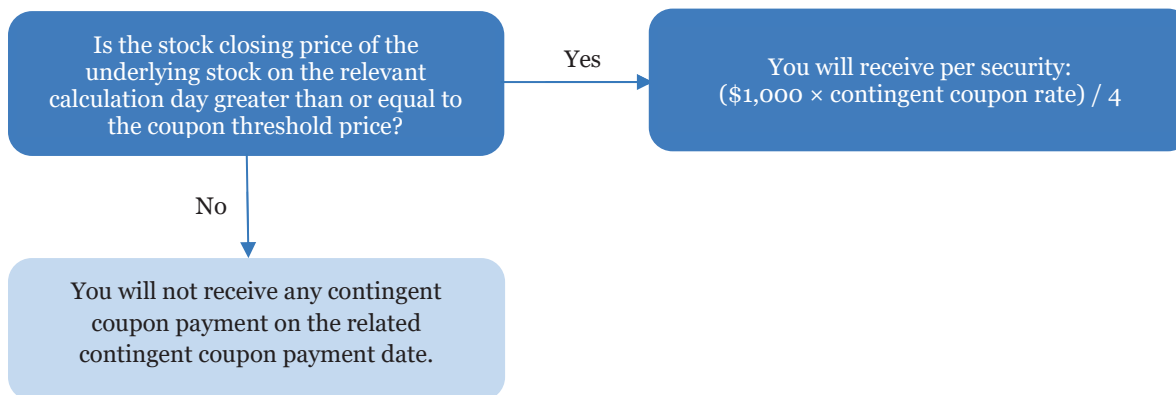 Is the stock closing price of the
underlying stock on the relevant
calculation day greater than or equal to
the coupon threshold price?
Yes
You will receive per security:
($1,000 × contingent coupon rate) / 4
No
You will not receive any contingent
coupon payment on the related
contingent coupon payment date.